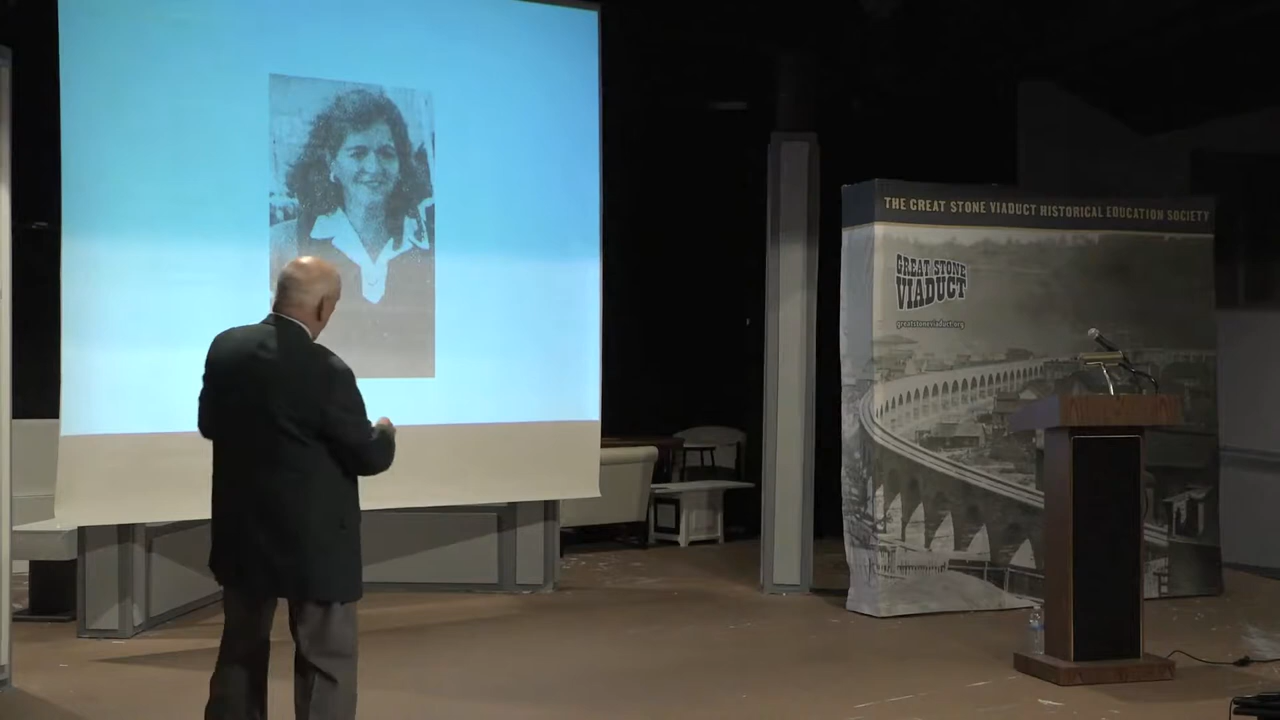 THE GREAT STONE VIADUCT HISTORICAL EDUCATION SOCIETY
GREAT STONE
VIADUCT
greatstoneviaduct.org